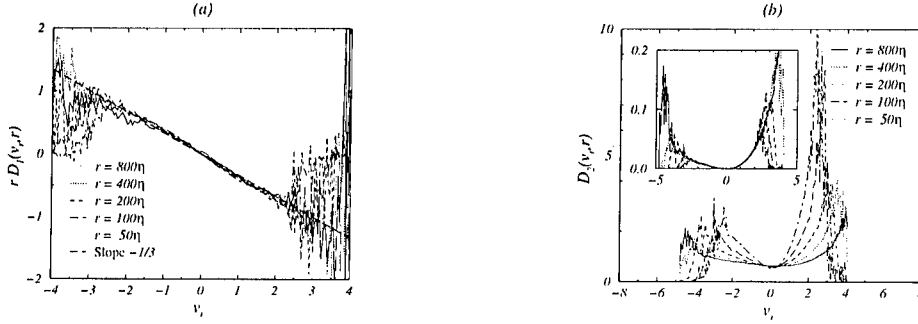 (a)
r D₁(vᵣ,r)
2
1
0
−1
−2
r = 800η
r = 400η
r = 200η
r = 100η
r = 50η
Slope −1/3
−4 −3 −2 −1 0 1 2 3 4
(b)
D₂(vᵣ,r)
10
5
0
0.2
0.1
0.0
−5 0 5
r = 800η
r = 400η
r = 200η
r = 100η
r = 50η
−8 −6 −4 −2 0 2 4 6